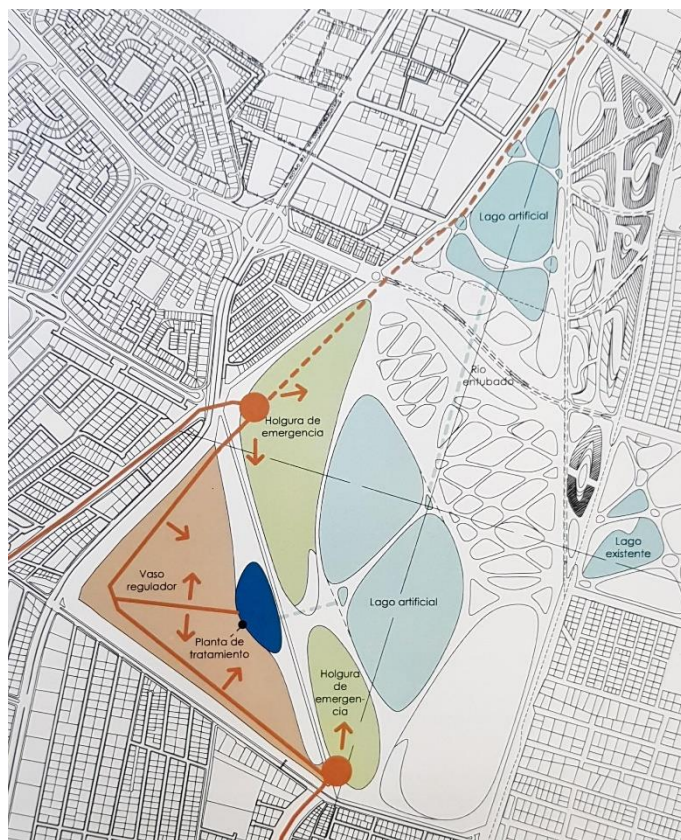 Lago artificial
Río
entubado
Holgura de
emergencia
Lago
existente
Vaso
regulador
Lago artificial
Planta de
tratamiento
Holgura
de
emergen-
cia